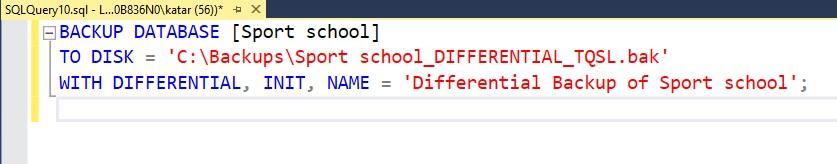 SQLQuery10.sql - L...0B836N0\katar (56))*
BACKUP DATABASE [Sport school]
TO DISK = 'C:\Backups\Sport school_DIFFERENTIAL_TQSL.bak'
WITH DIFFERENTIAL, INIT, NAME = 'Differential Backup of Sport school';